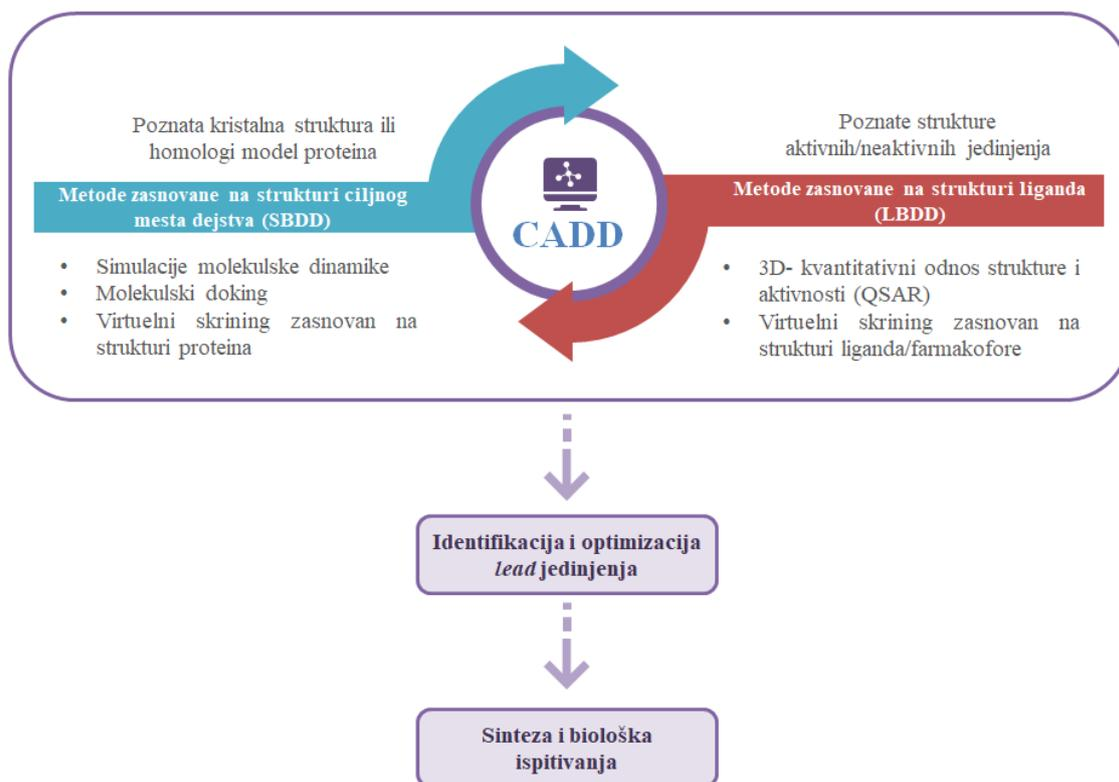 Poznata kristalna struktura ili
homologi model proteina
Metode zasnovane na strukturi ciljnog
mesta dejstva (SBDD)
• Simulacije molekulske dinamike
• Molekulski doking
• Virtuelni skrining zasnovan na
strukturi proteina
CADD
Poznate strukture
aktivnih/neaktivnih jedinjenja
Metode zasnovane na strukturi liganda
(LBDD)
• 3D- kvantitativni odnos strukture i
aktivnosti (QSAR)
• Virtuelni skrining zasnovan na
strukturi liganda/farmakofore
Identifikacija i optimizacija
lead jedinjenja
Sinteza i biološka
ispitivanja